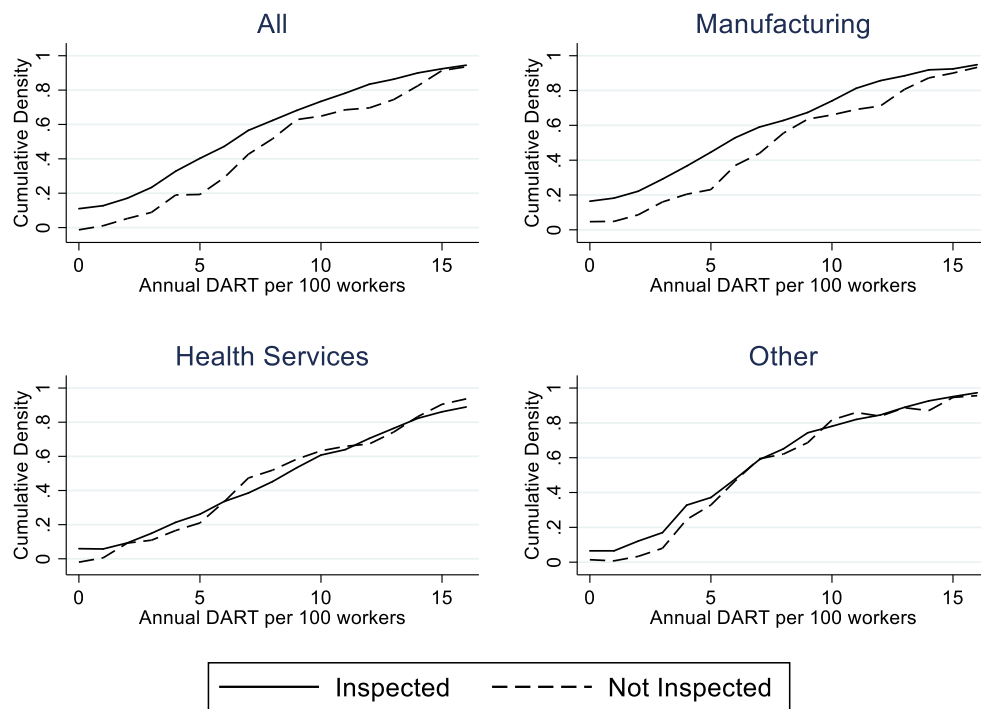 All
Cumulative Density
0 .2 .4 .6 .8 1
0 5 10 15
Annual DART per 100 workers
Manufacturing
Cumulative Density
0 .2 .4 .6 .8 1
0 5 10 15
Annual DART per 100 workers
Health Services
Cumulative Density
0 .2 .4 .6 .8 1
0 5 10 15
Annual DART per 100 workers
Other
Cumulative Density
0 .2 .4 .6 .8 1
0 5 10 15
Annual DART per 100 workers
Inspected Not Inspected